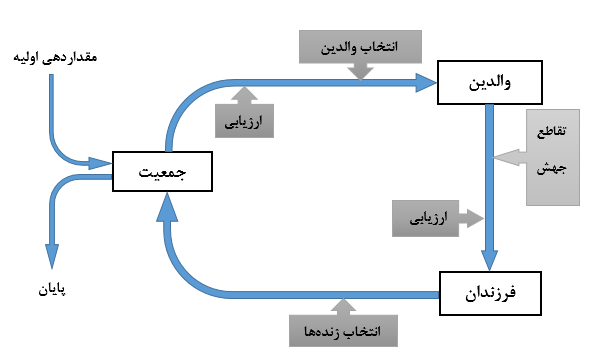 انتخاب والدین
مقداردهی اولیه
والدین
ارزیابی
تقاطع
جهش
جمعیت
ارزیابی
پایان
فرزندان
انتخاب زنده‌ها